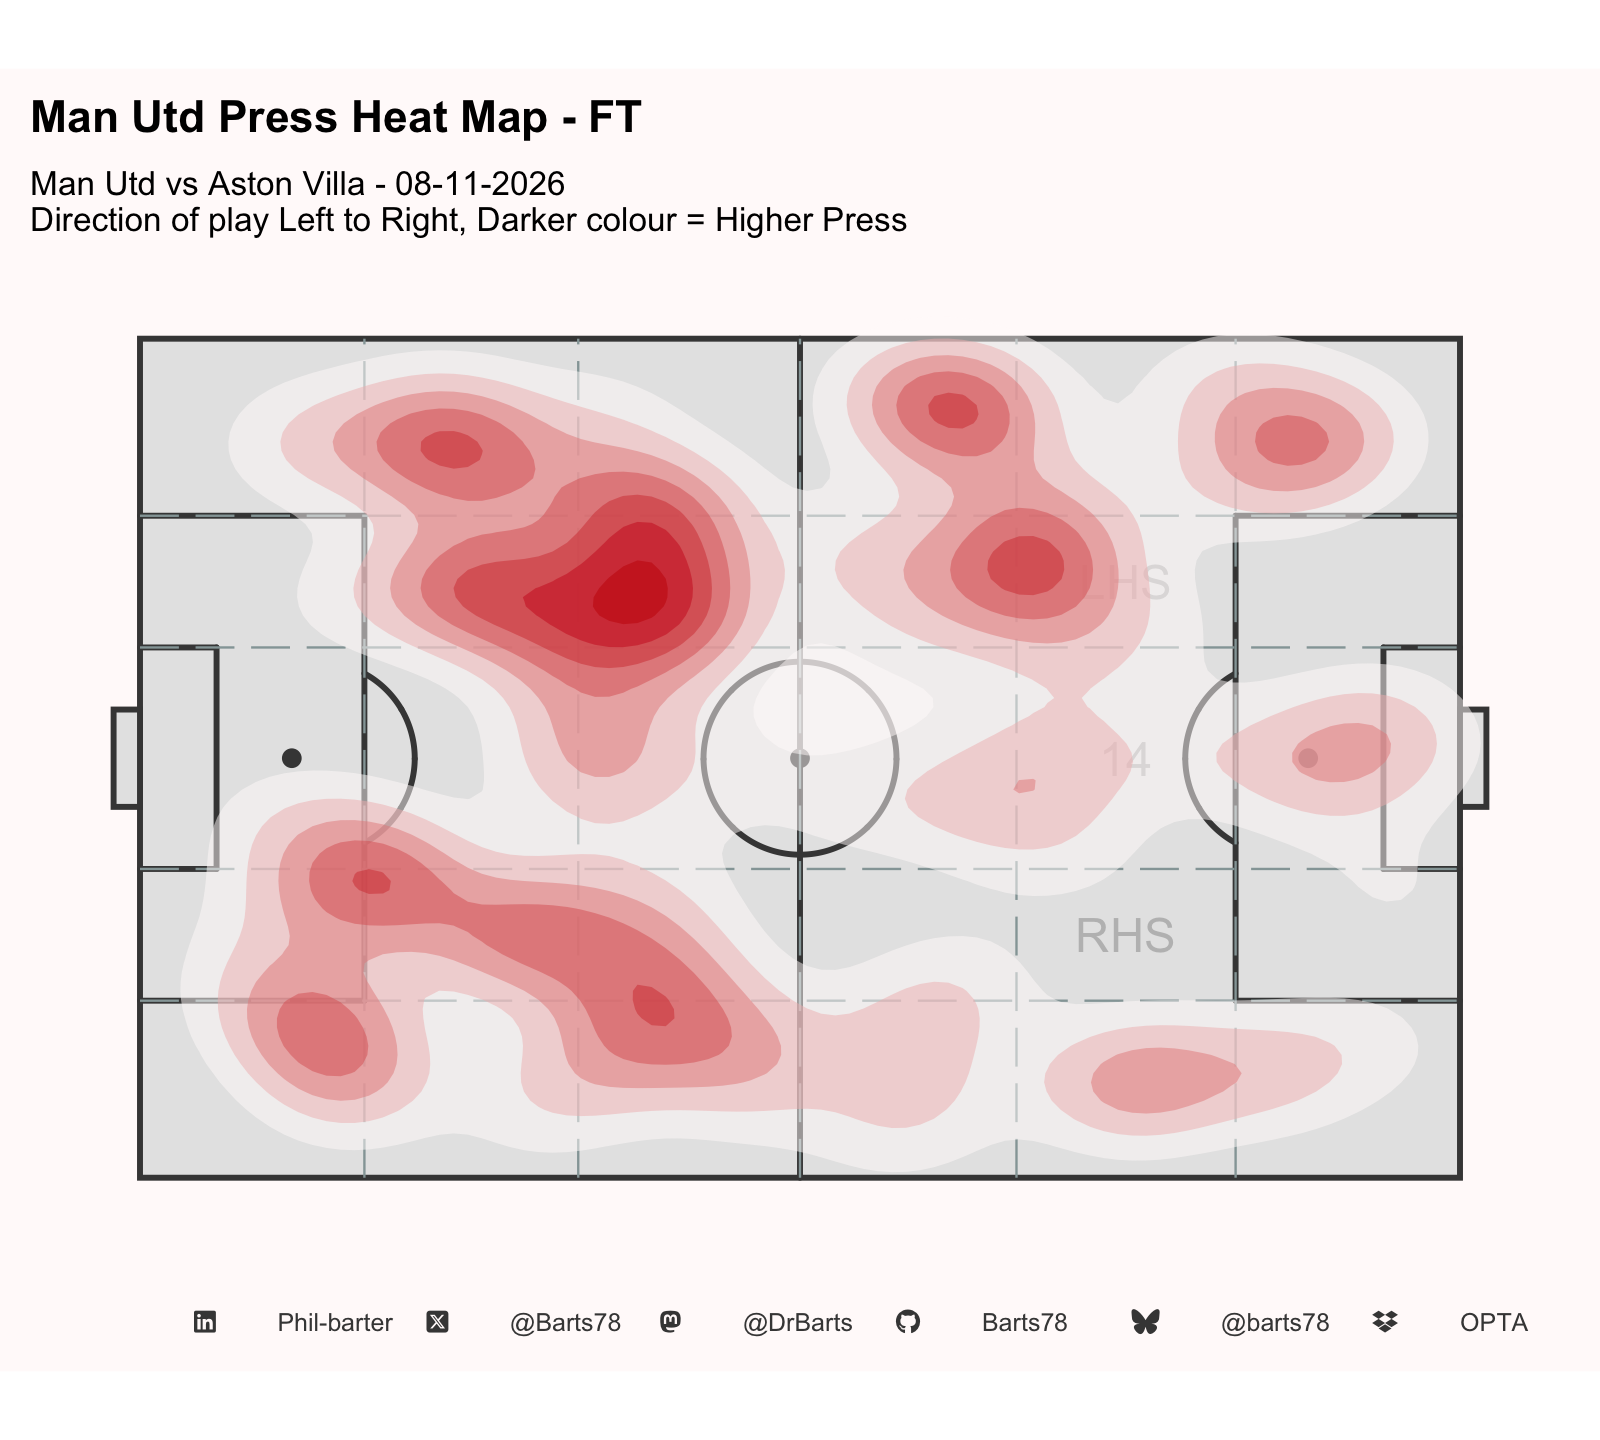 Man Utd Press Heat Map - FT
Man Utd vs Aston Villa - 08-11-2026
Direction of play Left to Right, Darker colour = Higher Press
LHS
14
RHS
Phil-barter @Barts78 @DrBarts Barts78 @barts78 OPTA